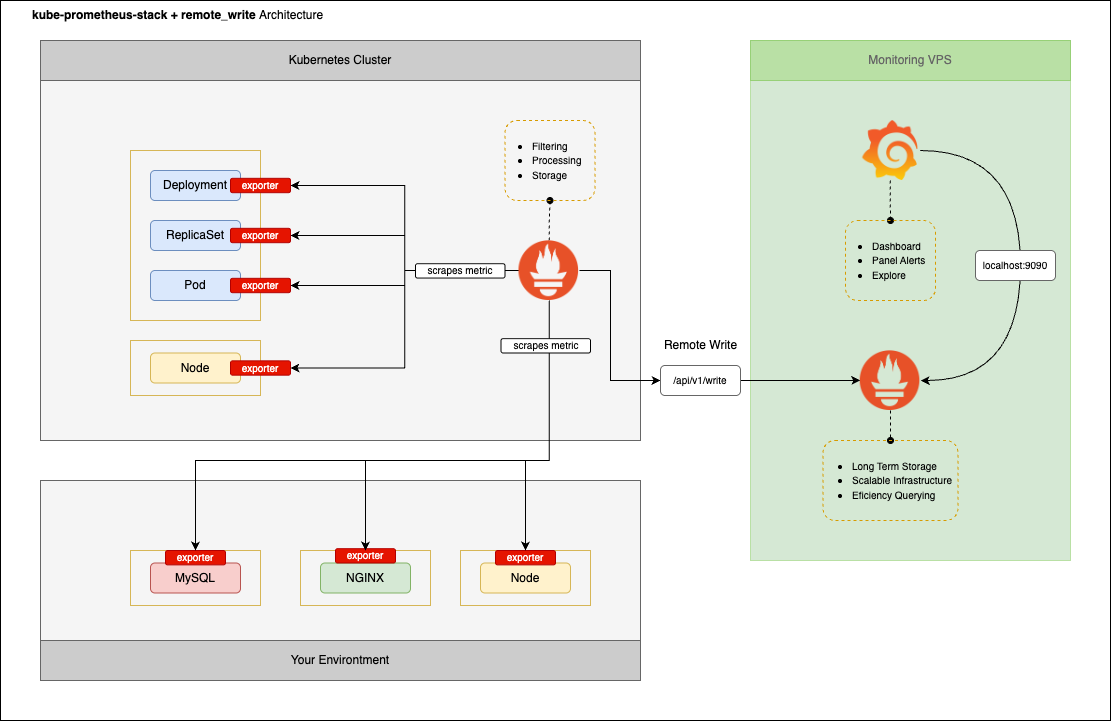 kube-prometheus-stack + remote_write Architecture
Kubernetes Cluster
Filtering
Processing
Storage
Deployment
exporter
ReplicaSet
exporter
Pod
exporter
Node
exporter
scrapes metric
scrapes metric
Remote Write
/api/v1/write
Monitoring VPS
Dashboard
Panel Alerts
Explore
localhost:9090
Long Term Storage
Scalable Infrastructure
Eficiency Querying
exporter
MySQL
exporter
NGINX
exporter
Node
Your Environtment